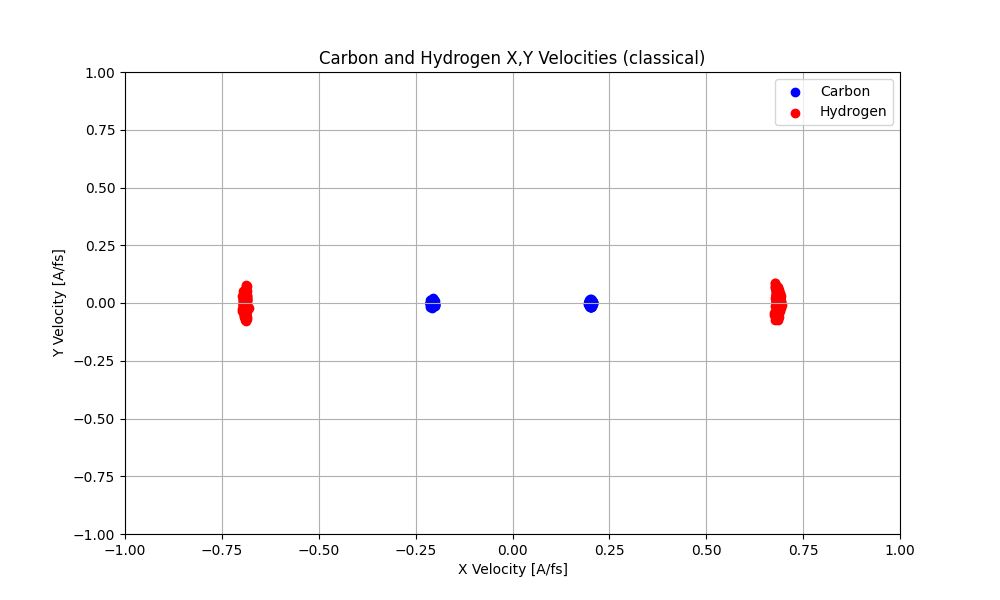 Carbon and Hydrogen X,Y Velocities (classical)
Carbon
Hydrogen
1.00
0.75
0.50
0.25
0.00
−0.25
−0.50
−0.75
−1.00
Y Velocity [A/fs]
−1.00 −0.75 −0.50 −0.25 0.00 0.25 0.50 0.75 1.00
X Velocity [A/fs]